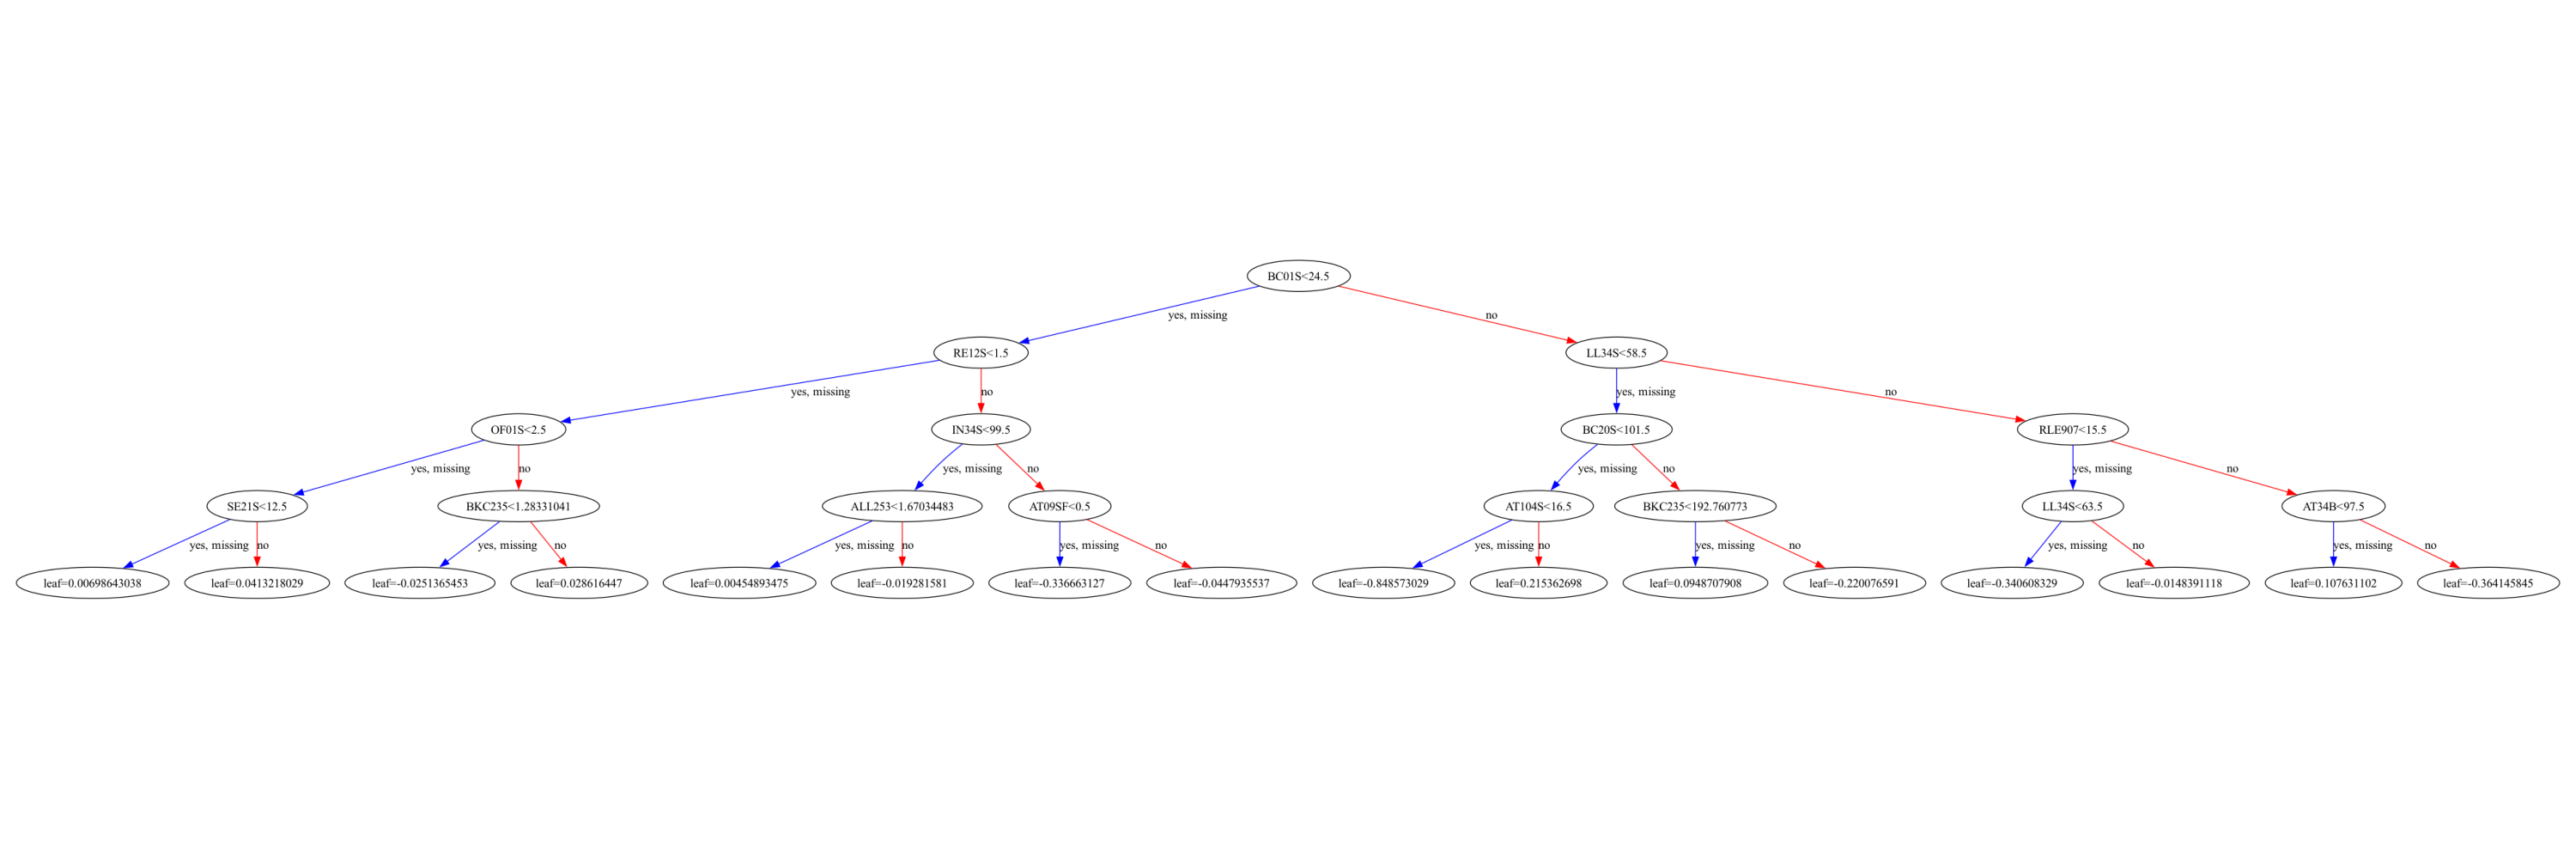 BC01S<24.5
yes, missing
no
RE12S<1.5
LL34S<58.5
yes, missing
no
yes, missing
no
OF01S<2.5
IN34S<99.5
BC20S<101.5
RLE907<15.5
yes, missing
no
yes, missing
no
yes, missing
no
yes, missing
no
SE21S<12.5
BKC235<1.28331041
ALL253<1.67034483
AT09SF<0.5
AT104S<16.5
BKC235<192.760773
LL34S<63.5
AT34B<97.5
yes, missing
no
yes, missing
no
yes, missing
no
yes, missing
no
yes, missing
no
yes, missing
no
yes, missing
no
yes, missing
no
leaf=0.00698643038
leaf=0.0413218029
leaf=-0.0251365453
leaf=0.028616447
leaf=0.00454893475
leaf=-0.019281581
leaf=-0.336663127
leaf=-0.0447935537
leaf=-0.848573029
leaf=0.215362698
leaf=0.0948707908
leaf=-0.220076591
leaf=-0.340608329
leaf=-0.0148391118
leaf=0.107631102
leaf=-0.364145845